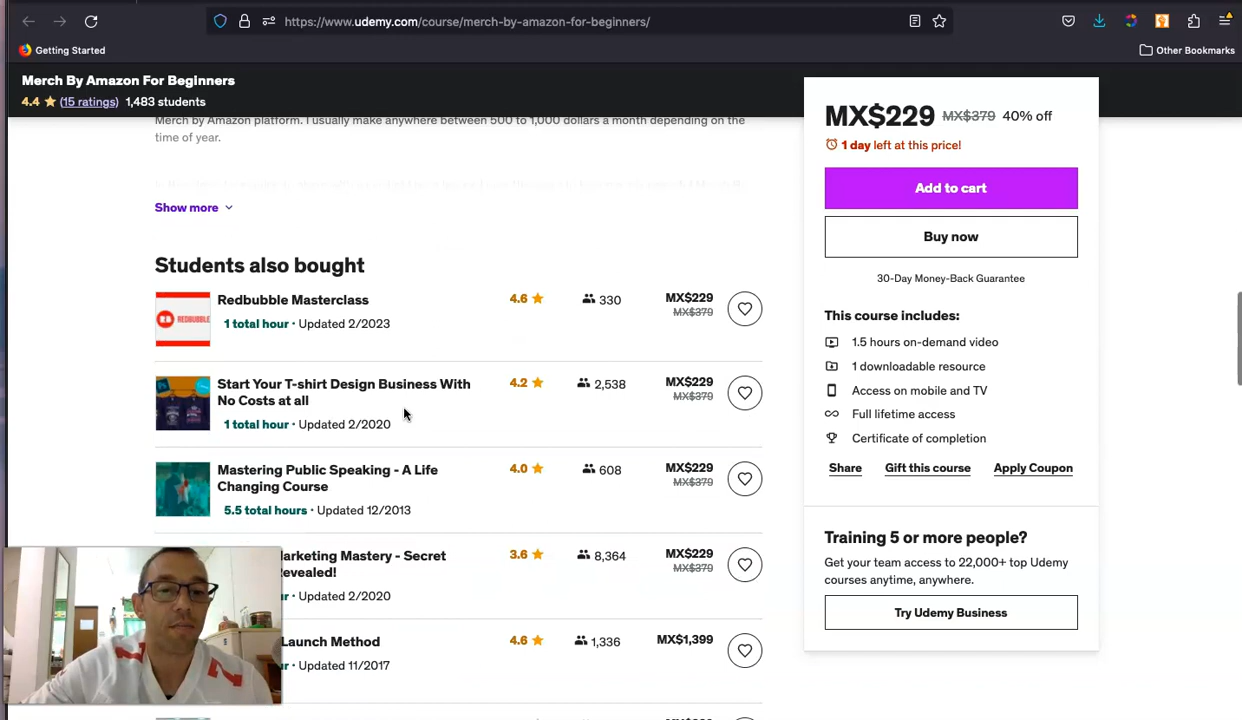 https://www.udemy.com/course/merch-by-amazon-for-beginners/
Getting Started
Other Bookmarks
Merch By Amazon For Beginners
4.4 ★ (15 ratings) 1,483 students
Merch by Amazon platform. I usually make anywhere between 500 to 1,000 dollars a month depending on the
time of year.
Show more
Students also bought
Redbubble Masterclass
1 total hour • Updated 2/2023
4.6 ★ 330 MX$229
MX$379
REDBUBBLE
Start Your T-shirt Design Business With
No Costs at all
1 total hour • Updated 2/2020
4.2 ★ 2,538 MX$229
MX$379
Mastering Public Speaking - A Life
Changing Course
5.5 total hours • Updated 12/2013
4.0 ★ 608 MX$229
MX$379
arketing Mastery - Secret
evealed!
ur • Updated 2/2020
3.6 ★ 8,364 MX$229
MX$379
Launch Method
ur • Updated 11/2017
4.6 ★ 1,336 MX$1,399
MX$229 MX$379 40% off
1 day left at this price!
Add to cart
Buy now
30-Day Money-Back Guarantee
This course includes:
1.5 hours on-demand video
1 downloadable resource
Access on mobile and TV
Full lifetime access
Certificate of completion
Share Gift this course Apply Coupon
Training 5 or more people?
Get your team access to 22,000+ top Udemy
courses anytime, anywhere.
Try Udemy Business